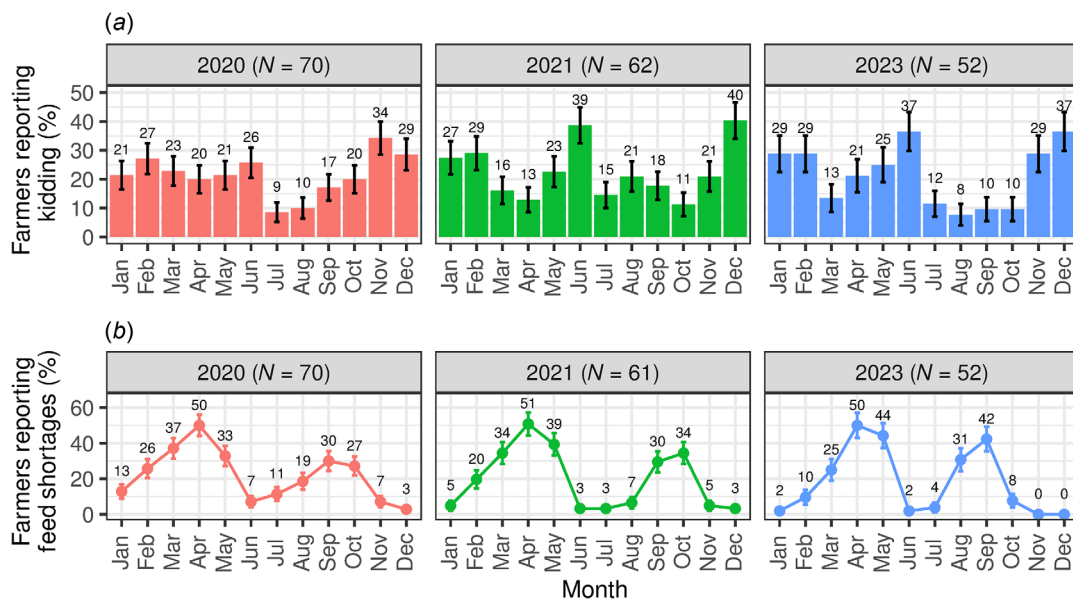 (a)
2020 (N = 70) 2021 (N = 62) 2023 (N = 52)
Farmers reporting
kidding (%)
50
40
30
20
10
0
21 27 23 20 21 26 9 10 17 20 34 29
27 29 16 13 23 39 15 21 18 11 21 40
29 29 13 21 25 37 12 8 10 10 29 37
Jan Feb Mar Apr May Jun Jul Aug Sep Oct Nov Dec Jan Feb Mar Apr May Jun Jul Aug Sep Oct Nov Dec Jan Feb Mar Apr May Jun Jul Aug Sep Oct Nov Dec
(b)
2020 (N = 70) 2021 (N = 61) 2023 (N = 52)
Farmers reporting
feed shortages (%)
60
40
20
0
13 26 37 50 33 7 11 19 30 27 7 3
5 20 34 51 39 3 3 7 30 34 5 3
2 10 25 50 44 2 4 31 42 8 0 0
Jan Feb Mar Apr May Jun Jul Aug Sep Oct Nov Dec Jan Feb Mar Apr May Jun Jul Aug Sep Oct Nov Dec Jan Feb Mar Apr May Jun Jul Aug Sep Oct Nov Dec
Month